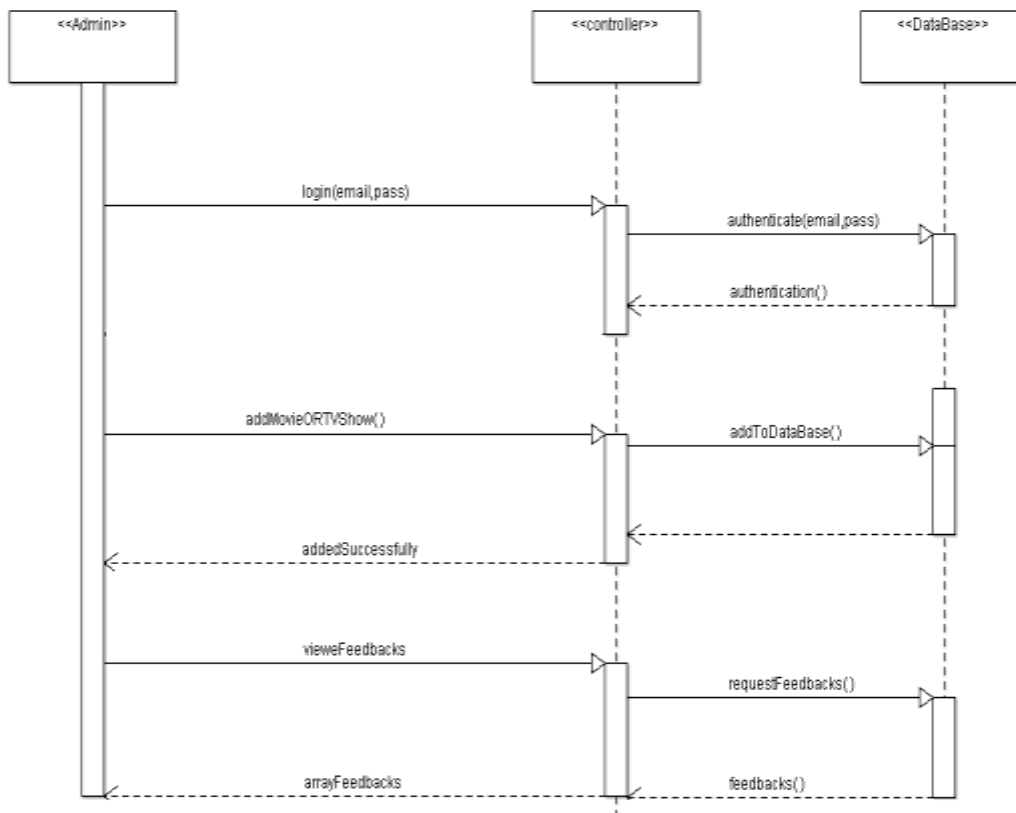 <<Admin>>
<<controller>>
<<DataBase>>
login(email,pass)
authenticate(email,pass)
authentication()
addMovieORTVShow()
addToDataBase()
addedSuccessfully
vieweFeedbacks
requestFeedbacks()
arrayFeedbacks
feedbacks()